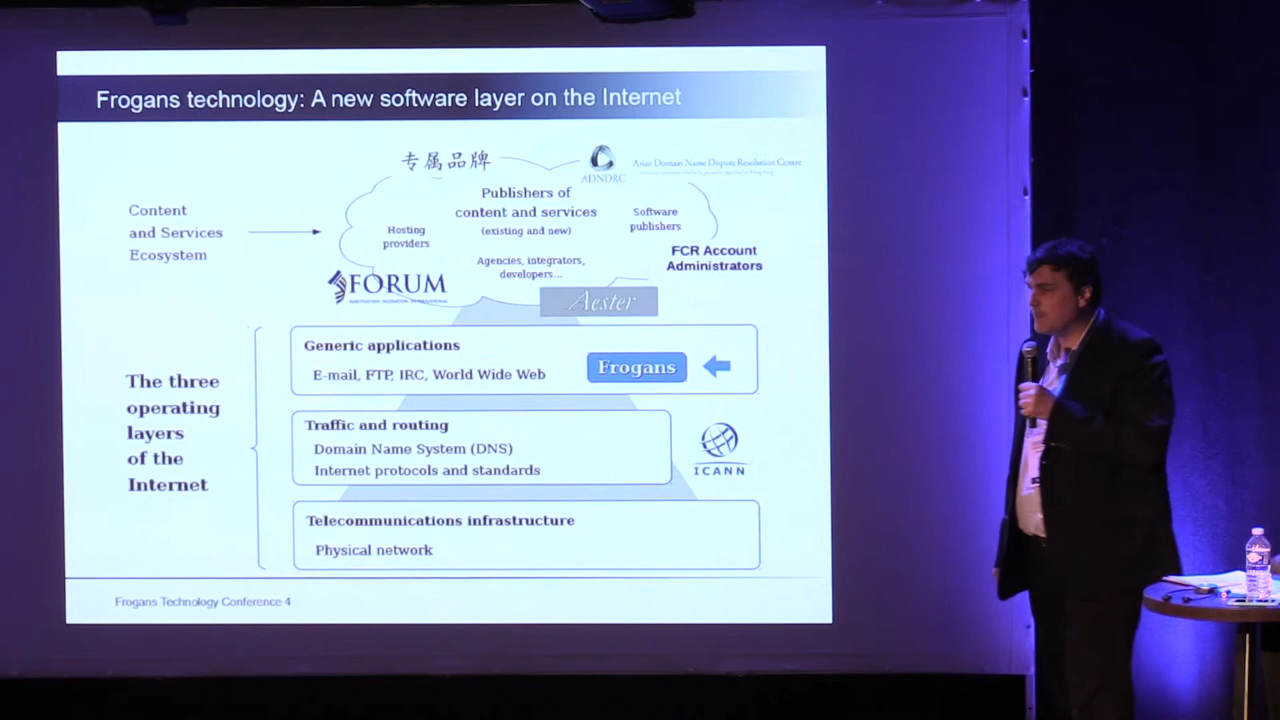 Frogans technology: A new software layer on the Internet
专属品牌
ADNDRC
Asian Domain Name Dispute Resolution Centre
Content
and Services
Ecosystem
Publishers of
content and services
(existing and new)
Hosting
providers
Software
publishers
Agencies, integrators,
developers...
FCR Account
Administrators
FORUM
Aester
The three
operating
layers
of the
Internet
Generic applications
E-mail, FTP, IRC, World Wide Web
Frogans
Traffic and routing
Domain Name System (DNS)
Internet protocols and standards
ICANN
Telecommunications infrastructure
Physical network
Frogans Technology Conference 4